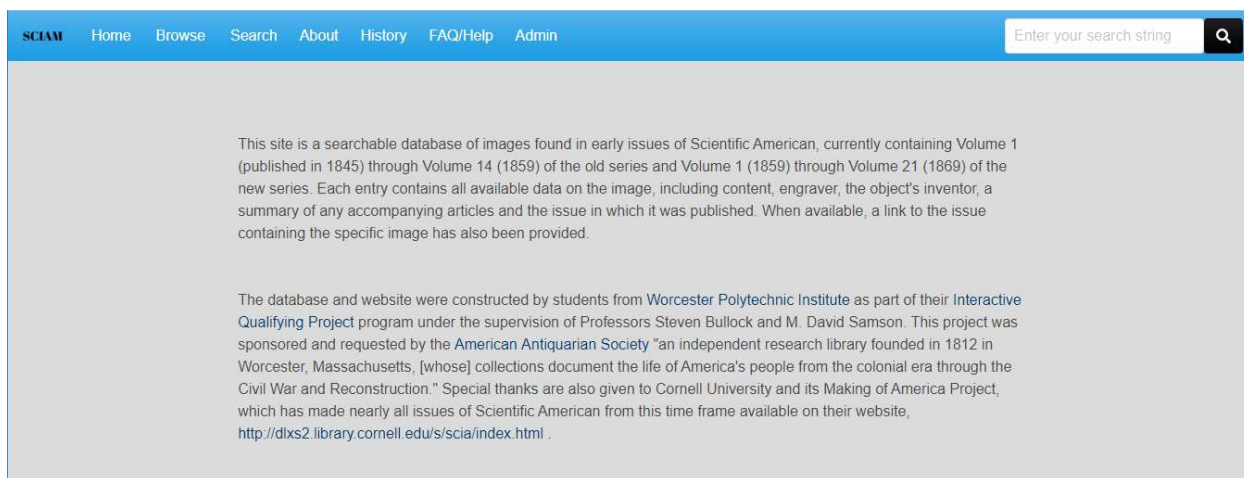 SCIAM Home Browse Search About History FAQ/Help Admin Enter your search string
This site is a searchable database of images found in early issues of Scientific American, currently containing Volume 1
(published in 1845) through Volume 14 (1859) of the old series and Volume 1 (1859) through Volume 21 (1869) of the
new series. Each entry contains all available data on the image, including content, engraver, the object's inventor, a
summary of any accompanying articles and the issue in which it was published. When available, a link to the issue
containing the specific image has also been provided.
The database and website were constructed by students from Worcester Polytechnic Institute as part of their Interactive
Qualifying Project program under the supervision of Professors Steven Bullock and M. David Samson. This project was
sponsored and requested by the American Antiquarian Society "an independent research library founded in 1812 in
Worcester, Massachusetts, [whose] collections document the life of America's people from the colonial era through the
Civil War and Reconstruction." Special thanks are also given to Cornell University and its Making of America Project,
which has made nearly all issues of Scientific American from this time frame available on their website,
http://dlxs2.library.cornell.edu/s/scia/index.html .